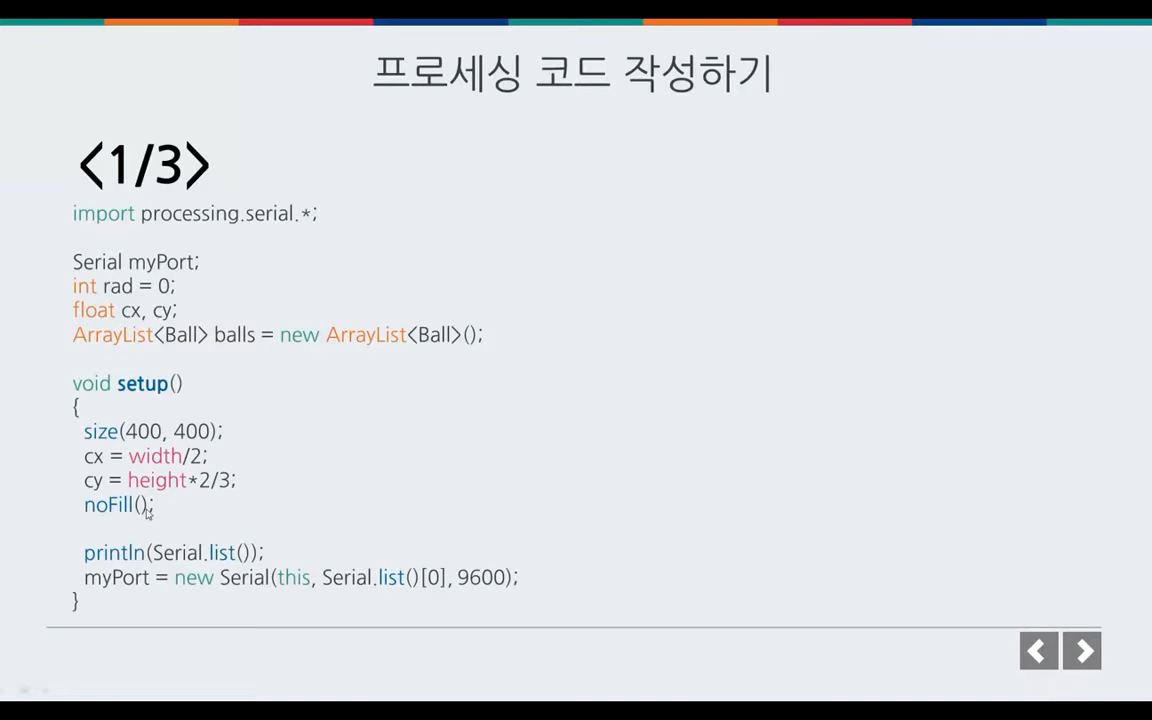 프로세싱 코드 작성하기
<1/3>
import processing.serial.*;
Serial myPort;
int rad = 0;
float cx, cy;
ArrayList<Ball> balls = new ArrayList<Ball>();
void setup()
{
size(400, 400);
cx = width/2;
cy = height*2/3;
noFill();
println(Serial.list());
myPort = new Serial(this, Serial.list()[0], 9600);
}